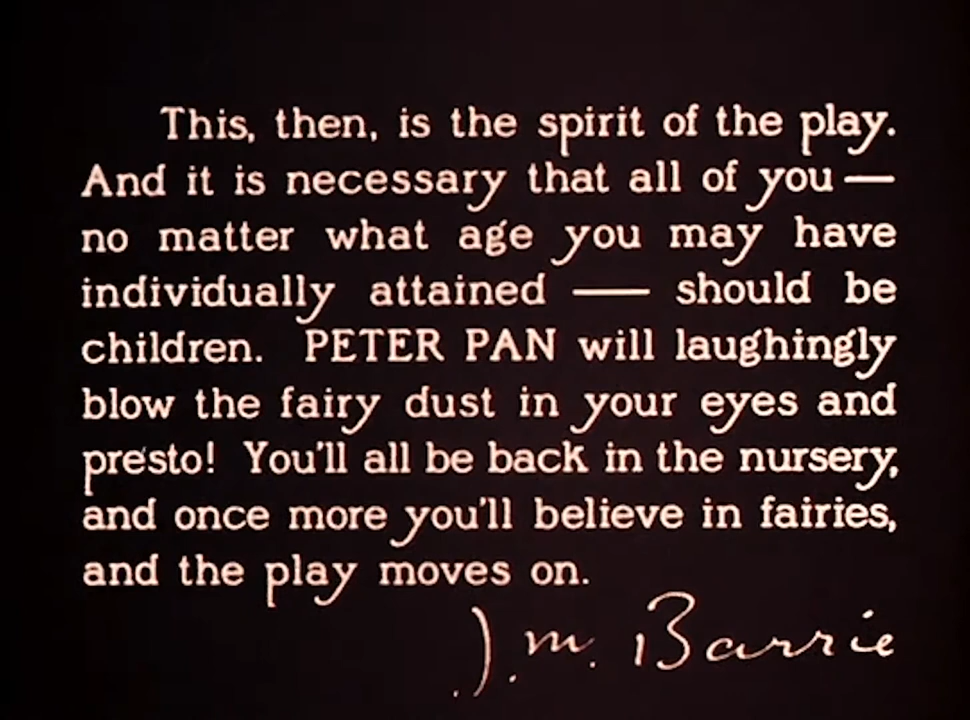 This, then, is the spirit of the play.
And it is necessary that all of you —
no matter what age you may have
individually attained — should be
children. PETER PAN will laughingly
blow the fairy dust in your eyes and
presto! You'll all be back in the nursery,
and once more you'll believe in fairies,
and the play moves on.
J. M. Barrie